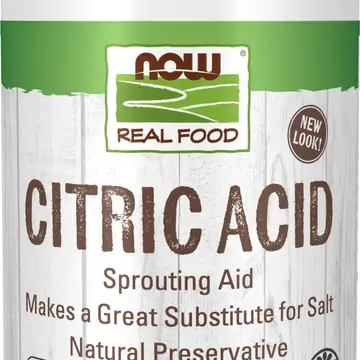 now®
REAL FOOD
NEW
LOOK!
CITRIC ACID
Sprouting Aid
Makes a Great Substitute for Salt
Natural Preservative